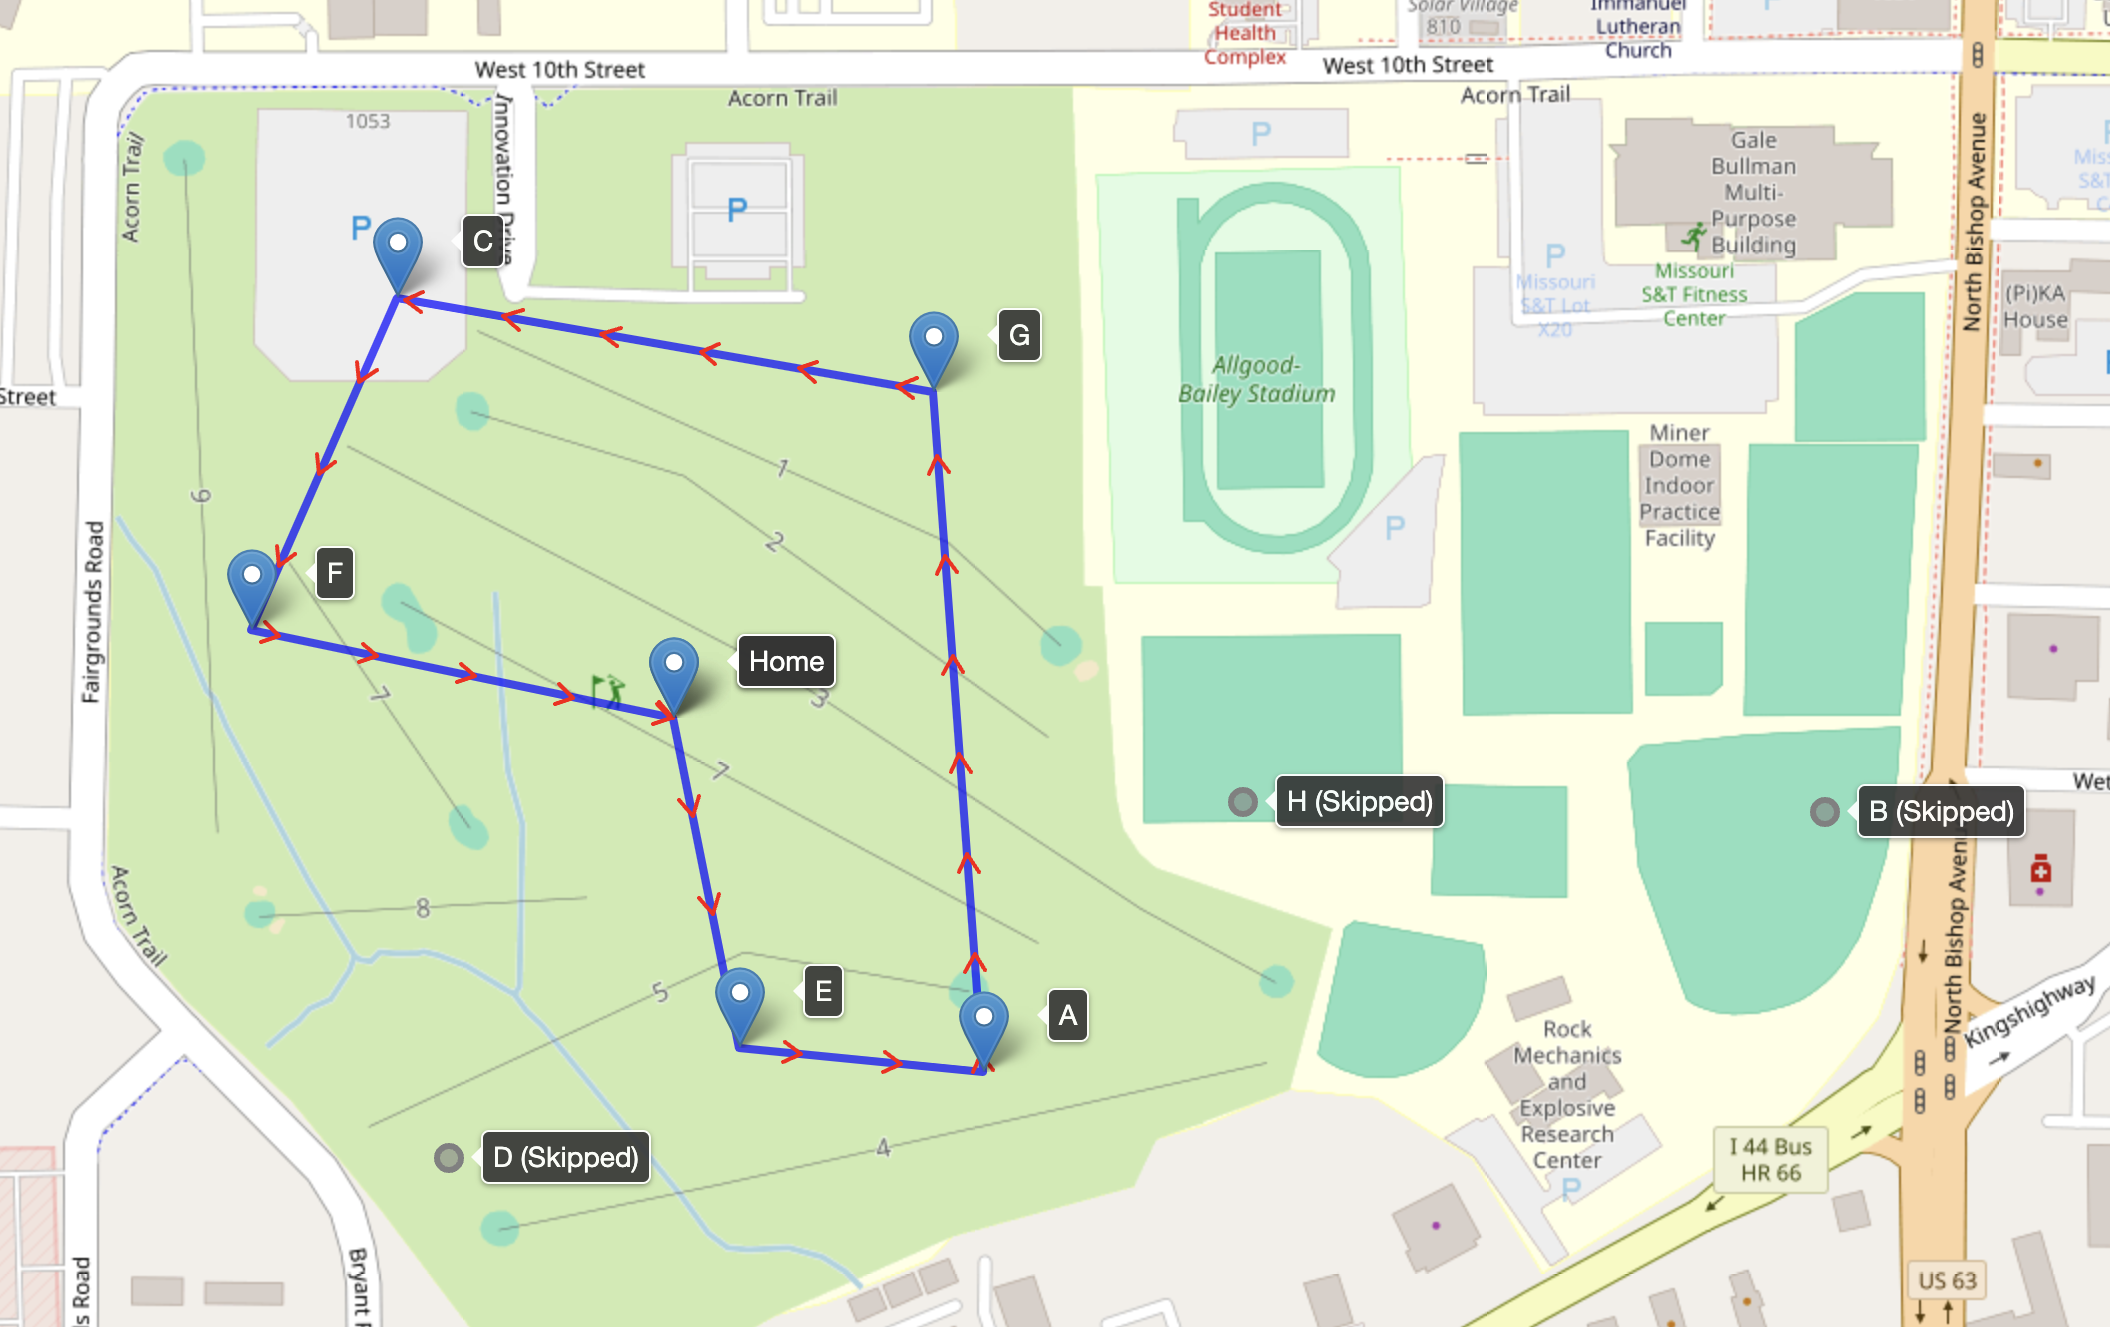 Student
Health
Complex
Solar Village
810
Immanuel
Lutheran
Church
P
West 10th Street
West 10th Street
Acorn Trail
Acorn Trail
1053
Innovation Drive
Acorn Trail
P
P
P
C
Gale
Bullman
Multi-
Purpose
Building
North Bishop Avenue
P
Missouri
S&T Lot
X20
Missouri
S&T Fitness
Center
(Pi)KA
House
G
Allgood-
Bailey Stadium
Street
Miner
Dome
Indoor
Practice
Facility
1
9
2
P
F
Fairgrounds Road
Home
7
3
7
H (Skipped)
B (Skipped)
8
Acorn Trail
5
E
A
North Bishop Avenue
Kingshighway
Rock
Mechanics
and
Explosive
Research
Center
P
4
D (Skipped)
I 44 Bus
HR 66
US 63